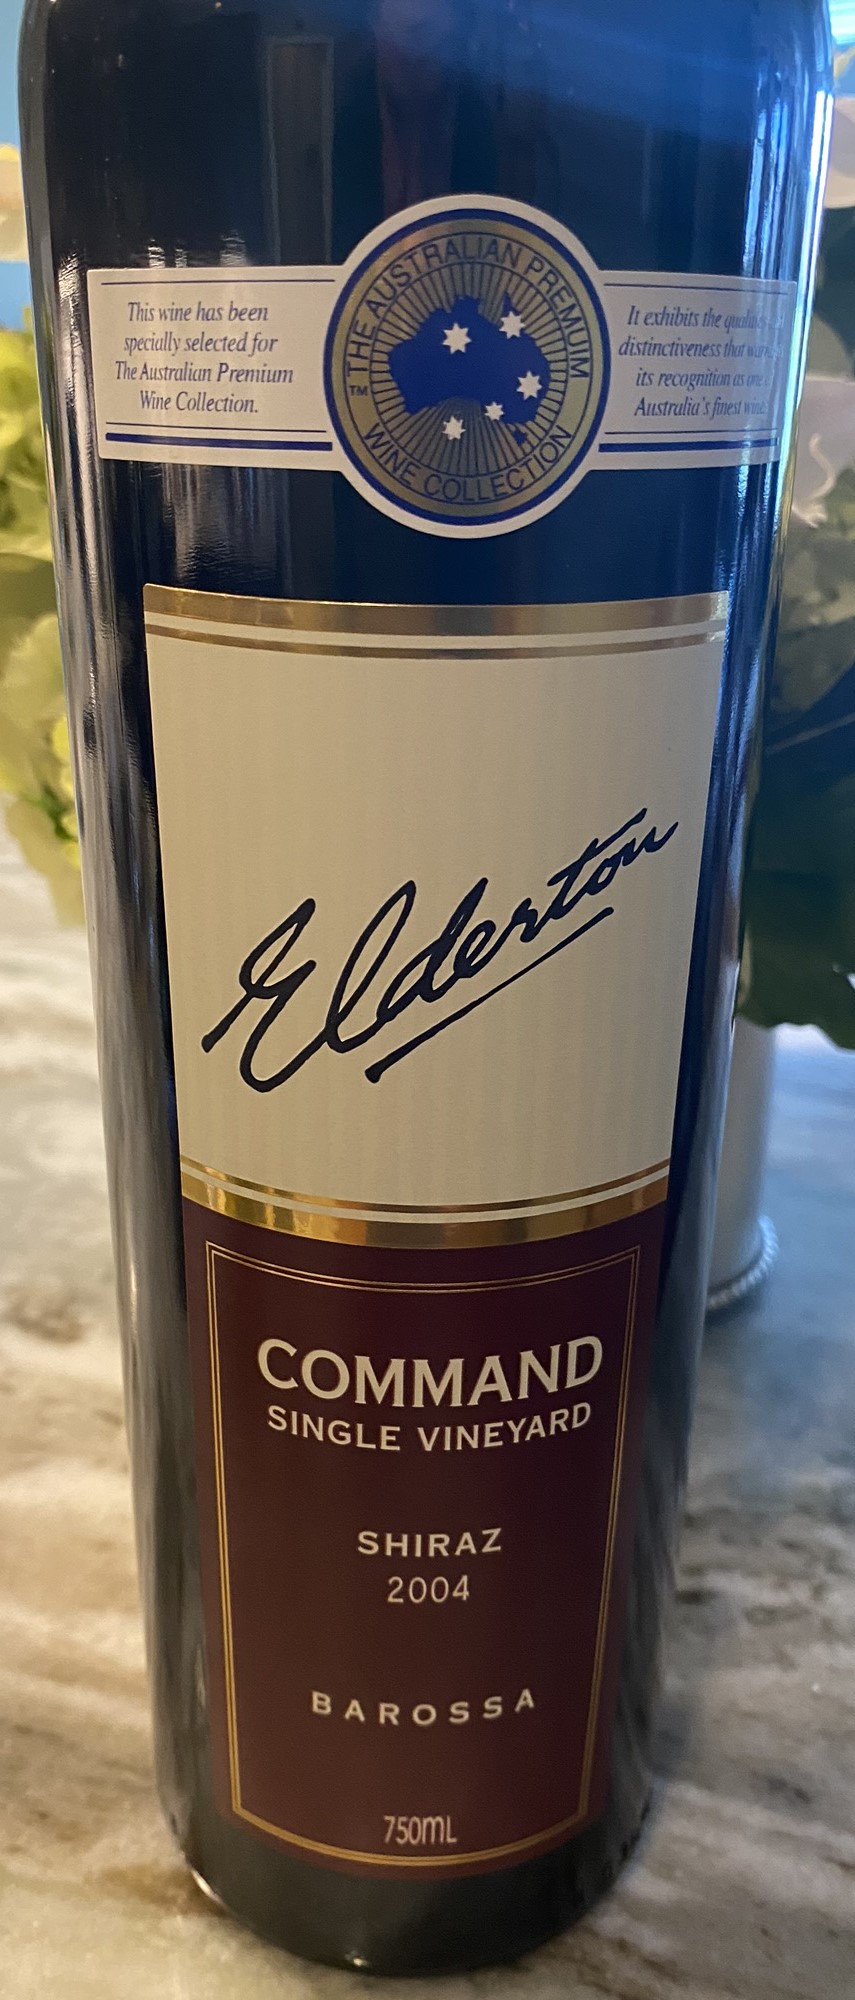 This wine has been
specially selected for
The Australian Premium
Wine Collection.
THE AUSTRALIAN PREMIUM
WINE COLLECTION
TM
It exhibits the
distinctiveness that
its recognition as one
Australia's finest
Elderton
COMMAND
SINGLE VINEYARD
SHIRAZ
2004
BAROSSA
750mL